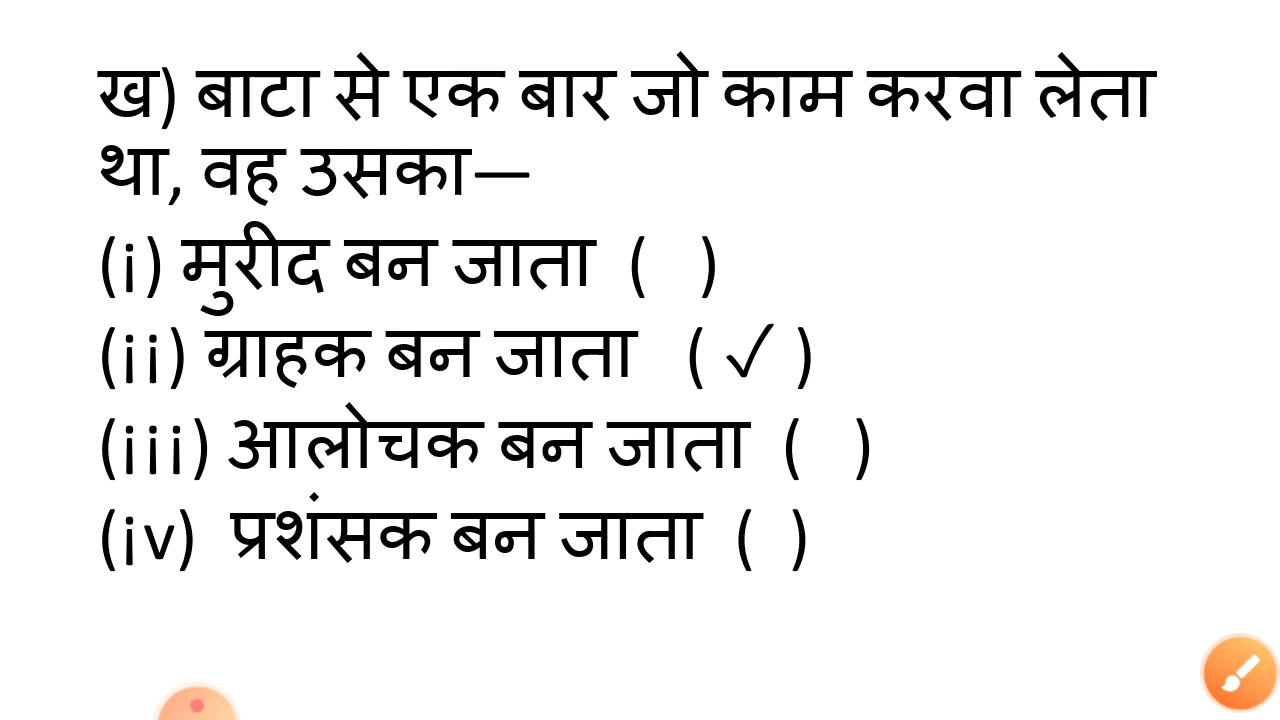 ख) बाटा से एक बार जो काम करवा लेता
था, वह उसका—
(i) मुरीद बन जाता ( )
(ii) ग्राहक बन जाता ( ✓ )
(iii) आलोचक बन जाता ( )
(iv) प्रशंसक बन जाता ( )